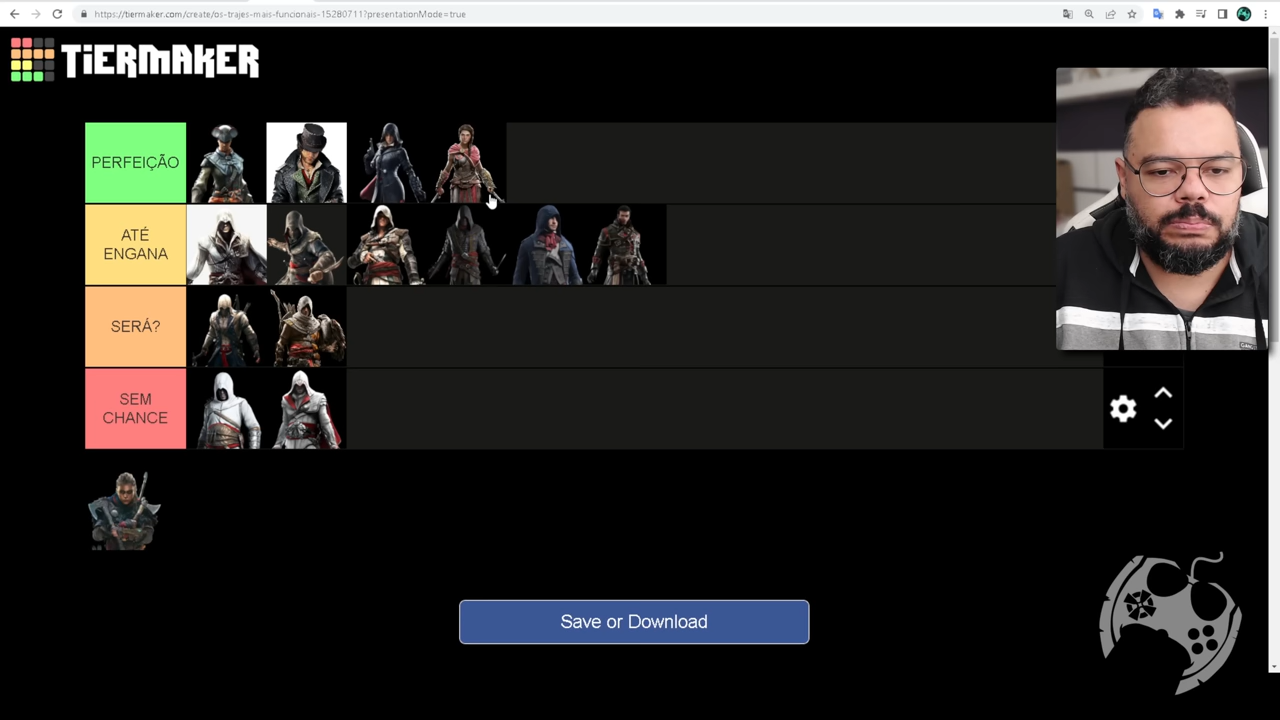 https://tiermaker.com/create/os-trajes-mais-funcionais-15280711?presentationMode=true
TiERMAKER
PERFEIÇÃO
ATÉ
ENGANA
SERÁ?
SEM
CHANCE
Save or Download